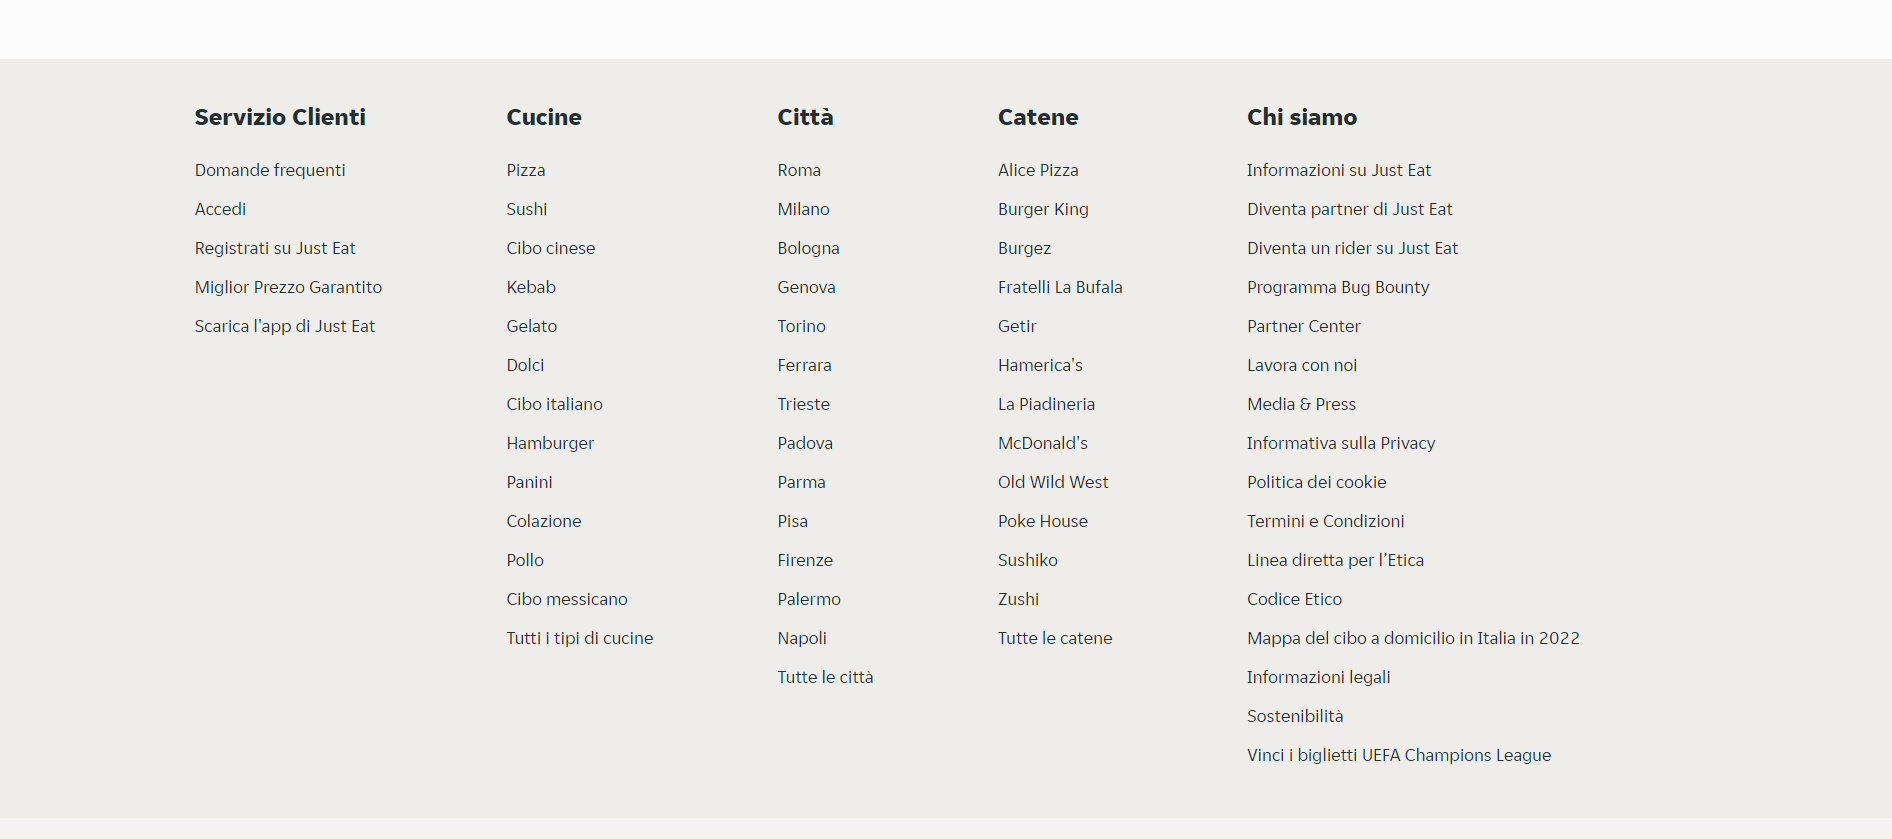 Servizio Clienti
Domande frequenti
Accedi
Registrati su Just Eat
Miglior Prezzo Garantito
Scarica l'app di Just Eat
Cucine
Pizza
Sushi
Cibo cinese
Kebab
Gelato
Dolci
Cibo italiano
Hamburger
Panini
Colazione
Pollo
Cibo messicano
Tutti i tipi di cucine
Città
Roma
Milano
Bologna
Genova
Torino
Ferrara
Trieste
Padova
Parma
Pisa
Firenze
Palermo
Napoli
Tutte le città
Catene
Alice Pizza
Burger King
Burgez
Fratelli La Bufala
Getir
Hamerica's
La Piadineria
McDonald's
Old Wild West
Poke House
Sushiko
Zushi
Tutte le catene
Chi siamo
Informazioni su Just Eat
Diventa partner di Just Eat
Diventa un rider su Just Eat
Programma Bug Bounty
Partner Center
Lavora con noi
Media & Press
Informativa sulla Privacy
Politica dei cookie
Termini e Condizioni
Linea diretta per l’Etica
Codice Etico
Mappa del cibo a domicilio in Italia in 2022
Informazioni legali
Sostenibilità
Vinci i biglietti UEFA Champions League